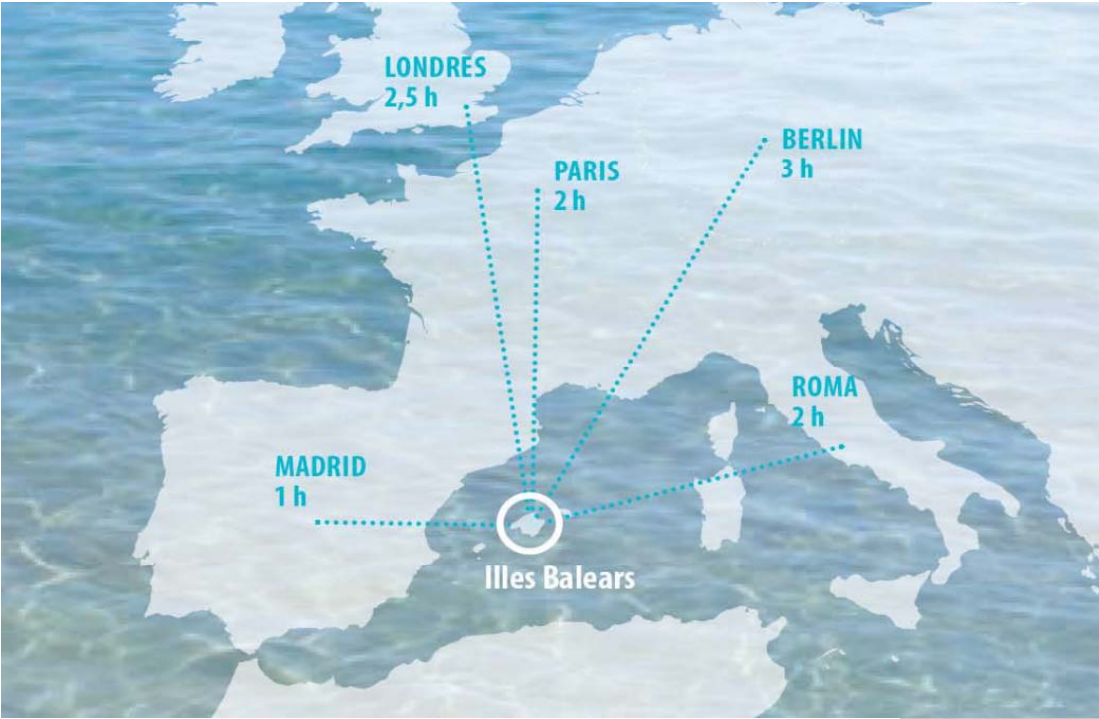 LONDRES
2,5 h
BERLIN
3 h
PARIS
2 h
ROMA
2 h
MADRID
1 h
Illes Balears